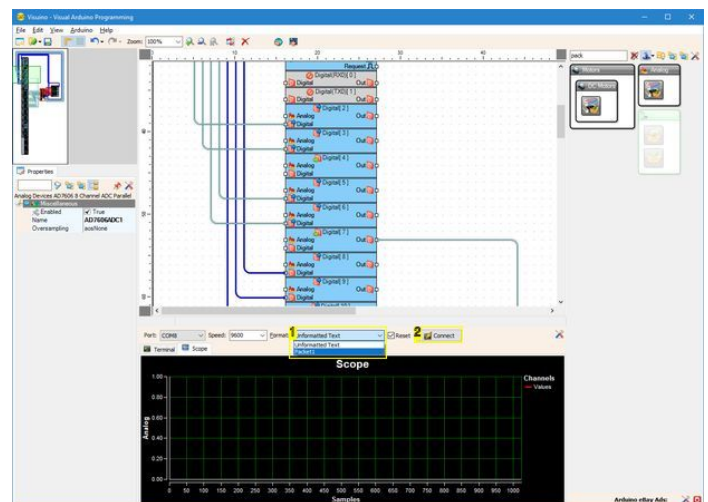 Visuino - Visual Arduino Programming
File Edit View Arduino Help
Zoom: 100%
pack
10 20 30 40
Motors
DC Motors
Analog
Request
Digital(RX0)[ 0 ]
Digital Out
Digital(TX0)[ 1 ]
Digital Out
Digital[ 2 ]
Analog Out
Digital
Digital[ 3 ]
Analog Out
Digital
Digital[ 4 ]
Analog Out
Digital
Digital[ 5 ]
Analog Out
Digital
Digital[ 6 ]
Analog Out
Digital
Digital[ 7 ]
Analog Out
Digital
Digital[ 8 ]
Analog Out
Digital
Digital[ 9 ]
Analog Out
Digital
Properties
Analog Devices AD7606 8 Channel ADC Parallel
Miscellaneous
Enabled True
Name AD7606ADC1
Oversampling aosNone
Port: COM8 Speed: 9600 Format: 1 Unformatted Text Reset 2 Connect
Unformatted Text
Packet1
Terminal Scope
Scope
Channels
Values
Analog
1.00
0.80
0.60
0.40
0.20
0.00
0 50 100 150 200 250 300 350 400 450 500 550 600 650 700 750 800 850 900 950 1000
Samples
Arduino eBay Ads: